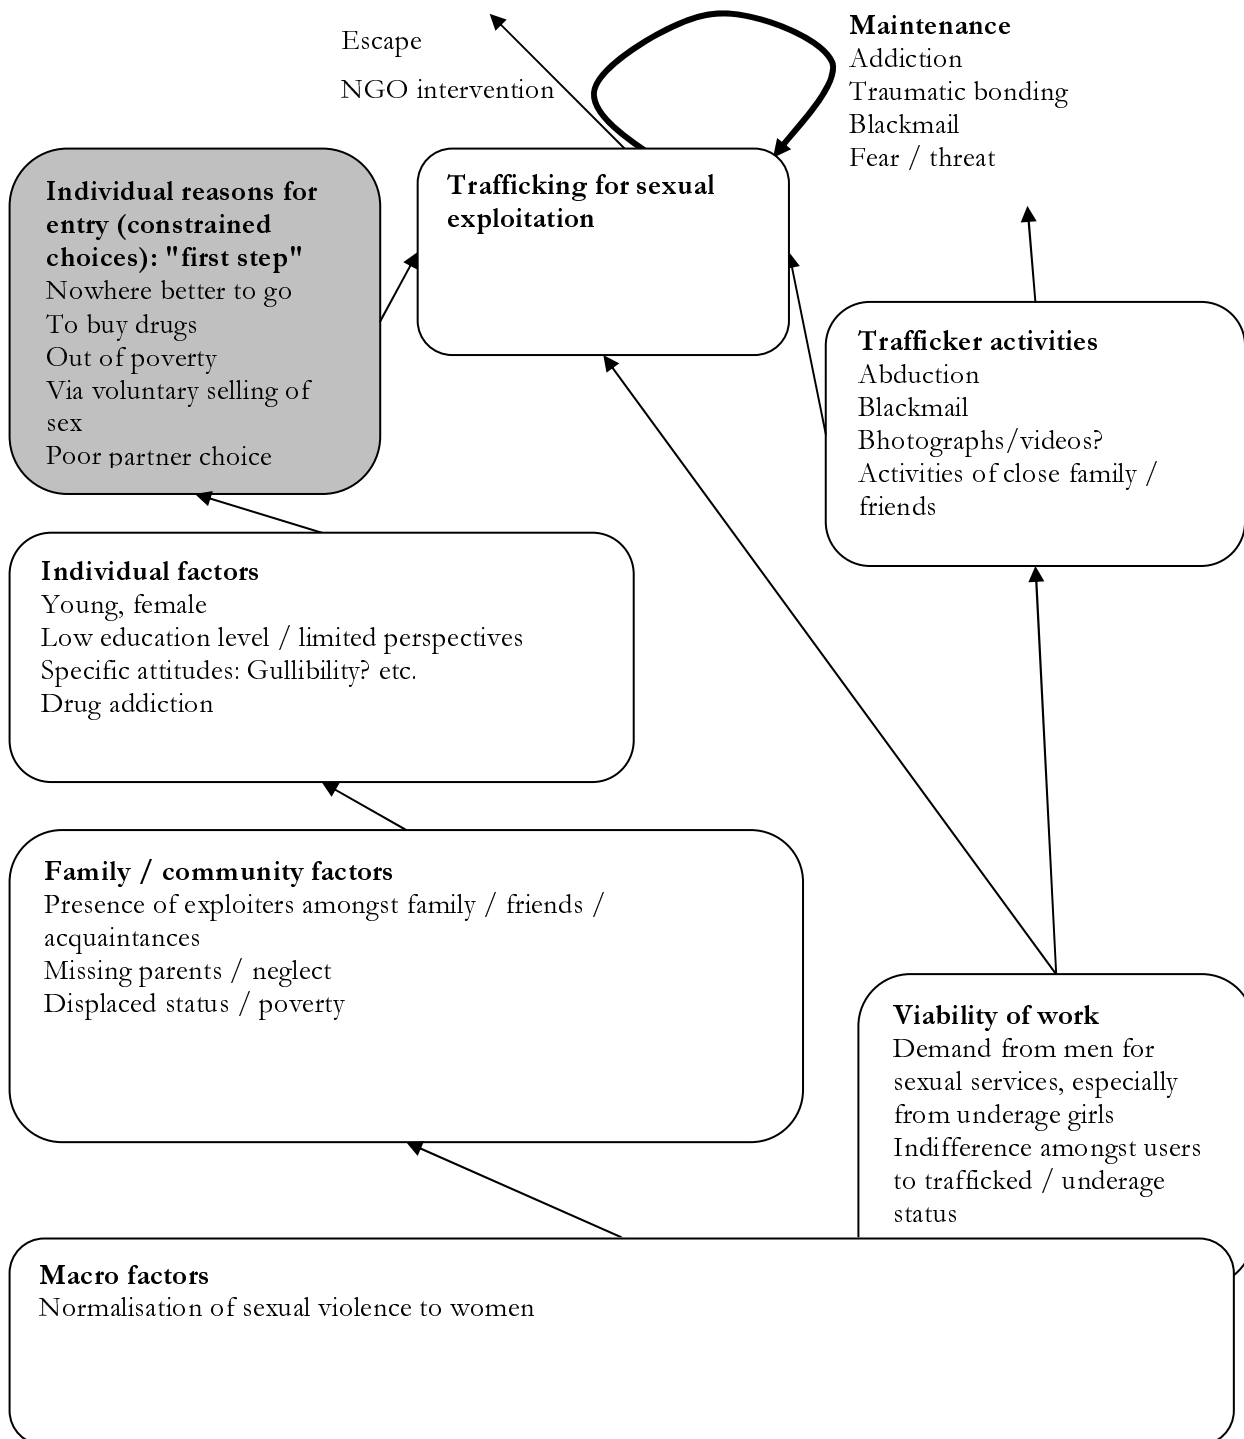 Escape
NGO intervention
Maintenance
Addiction
Traumatic bonding
Blackmail
Fear / threat
Individual reasons for
entry (constrained
choices): "first step"
Nowhere better to go
To buy drugs
Out of poverty
Via voluntary selling of
sex
Poor partner choice
Trafficking for sexual
exploitation
Trafficker activities
Abduction
Blackmail
Bhotographs/videos?
Activities of close family /
friends
Individual factors
Young, female
Low education level / limited perspectives
Specific attitudes: Gullibility? etc.
Drug addiction
Family / community factors
Presence of exploiters amongst family / friends /
acquaintances
Missing parents / neglect
Displaced status / poverty
Viability of work
Demand from men for
sexual services, especially
from underage girls
Indifference amongst users
to trafficked / underage
status
Macro factors
Normalisation of sexual violence to women